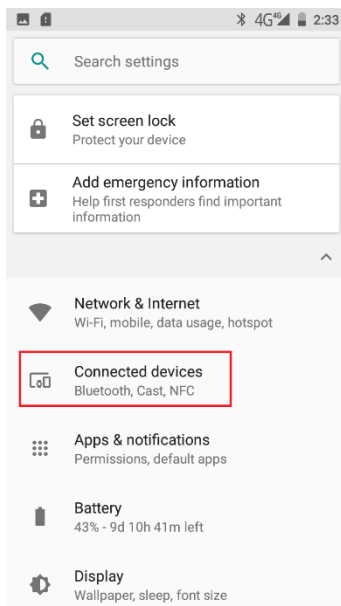 4G 4G 2:33
Search settings
Set screen lock
Protect your device
Add emergency information
Help first responders find important
information
Network & Internet
Wi-Fi, mobile, data usage, hotspot
Connected devices
Bluetooth, Cast, NFC
Apps & notifications
Permissions, default apps
Battery
43% - 9d 10h 41m left
Display
Wallpaper, sleep, font size